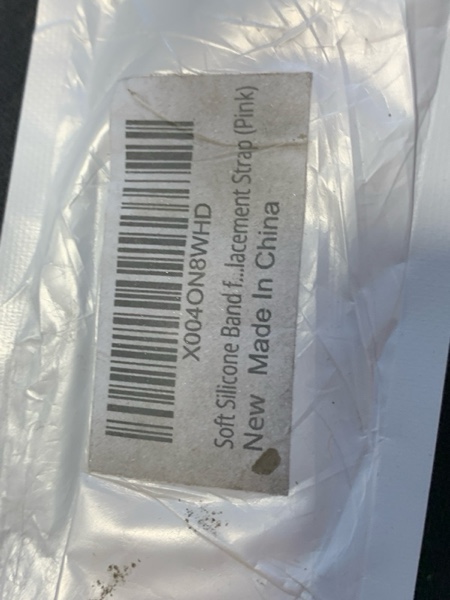 X004ON8WHD
Soft Silicone Band f...lacement Strap (Pink)
New Made In China